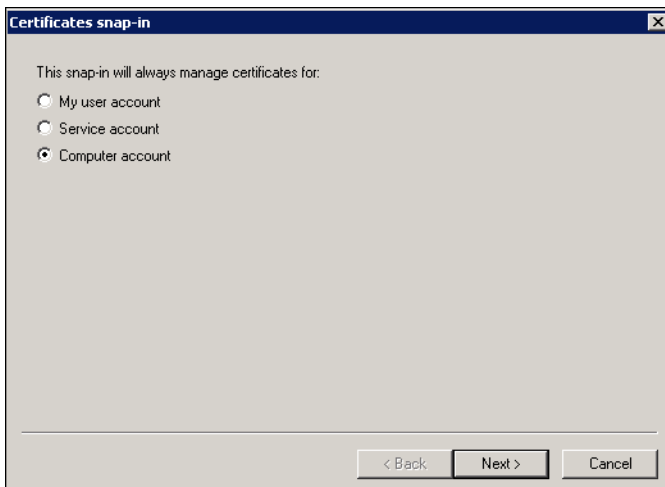 Certificates snap-in
This snap-in will always manage certificates for:
My user account
Service account
Computer account
< Back Next > Cancel